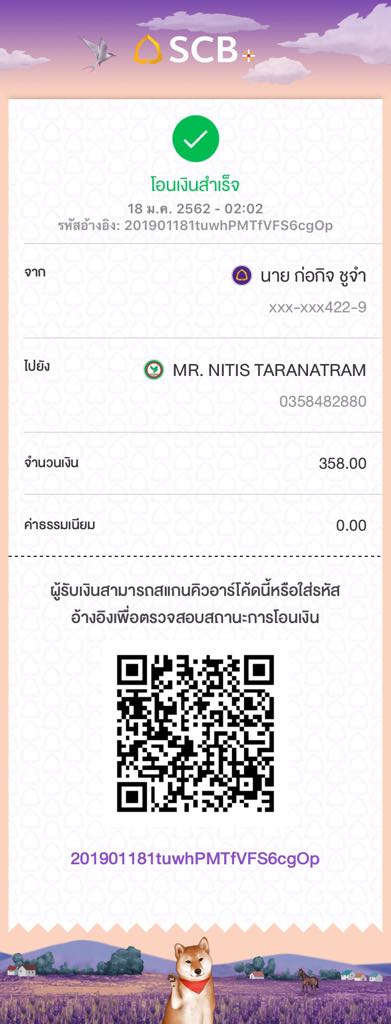 SCB
โอนเงินสำเร็จ
18 ม.ค. 2562 - 02:02
รหัสอ้างอิง: 201901181tuwhPMTfVFS6cgOp
จาก
นาย ก่อกิจ ชูจำ
xxx-xxx422-9
ไปยัง
MR. NITIS TARANATRAM
0358482880
จำนวนเงิน
358.00
ค่าธรรมเนียม
0.00
ผู้รับเงินสามารถสแกนคิวอาร์โค้ดนี้หรือใส่รหัส
อ้างอิงเพื่อตรวจสอบสถานะการโอนเงิน
201901181tuwhPMTfVFS6cgOp